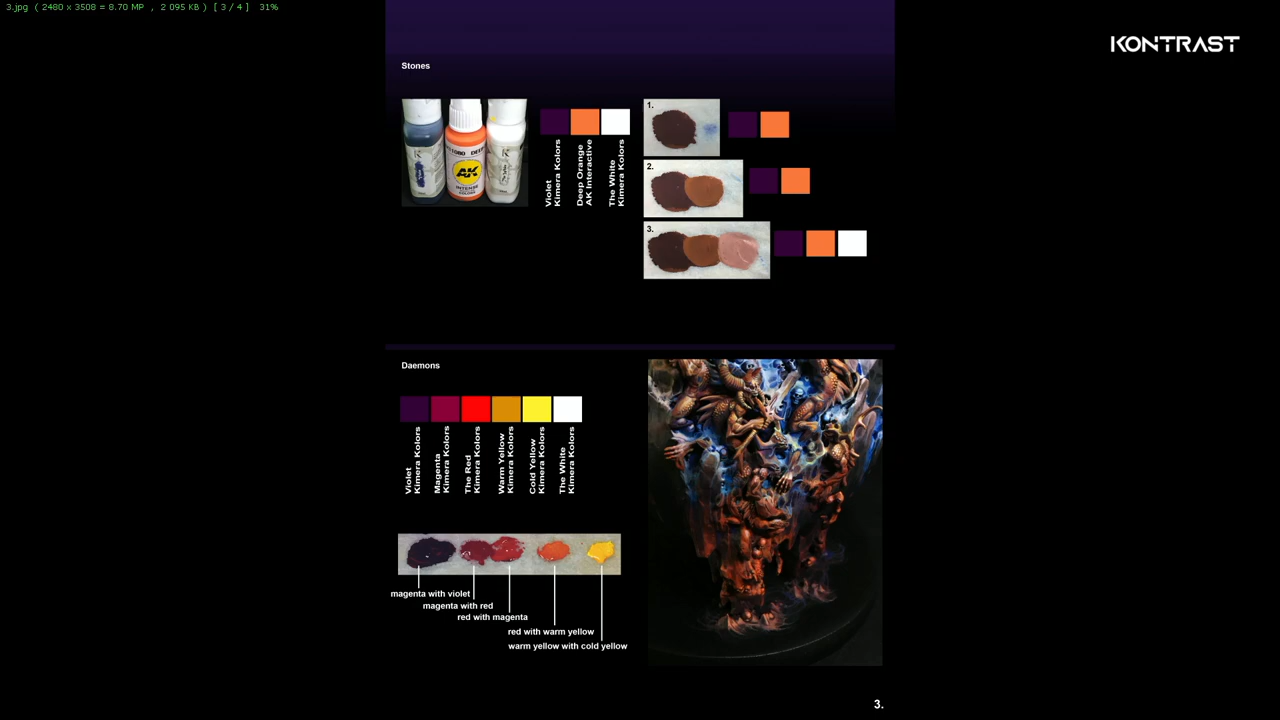 3.jpg ( 2480 x 3508 = 8.70 MP , 2 095 KB ) [ 3 / 4 ] 31%
KONTRAST
Stones
Violet
Kimera Kolors
Deep Orange
AK Interactive
The White
Kimera Kolors
AK
INTENSE
1.
2.
3.
Daemons
Violet
Kimera Kolors
Magenta
Kimera Kolors
The Red
Kimera Kolors
Warm Yellow
Kimera Kolors
Cold Yellow
Kimera Kolors
The White
Kimera Kolors
magenta with violet
magenta with red
red with magenta
red with warm yellow
warm yellow with cold yellow
3.